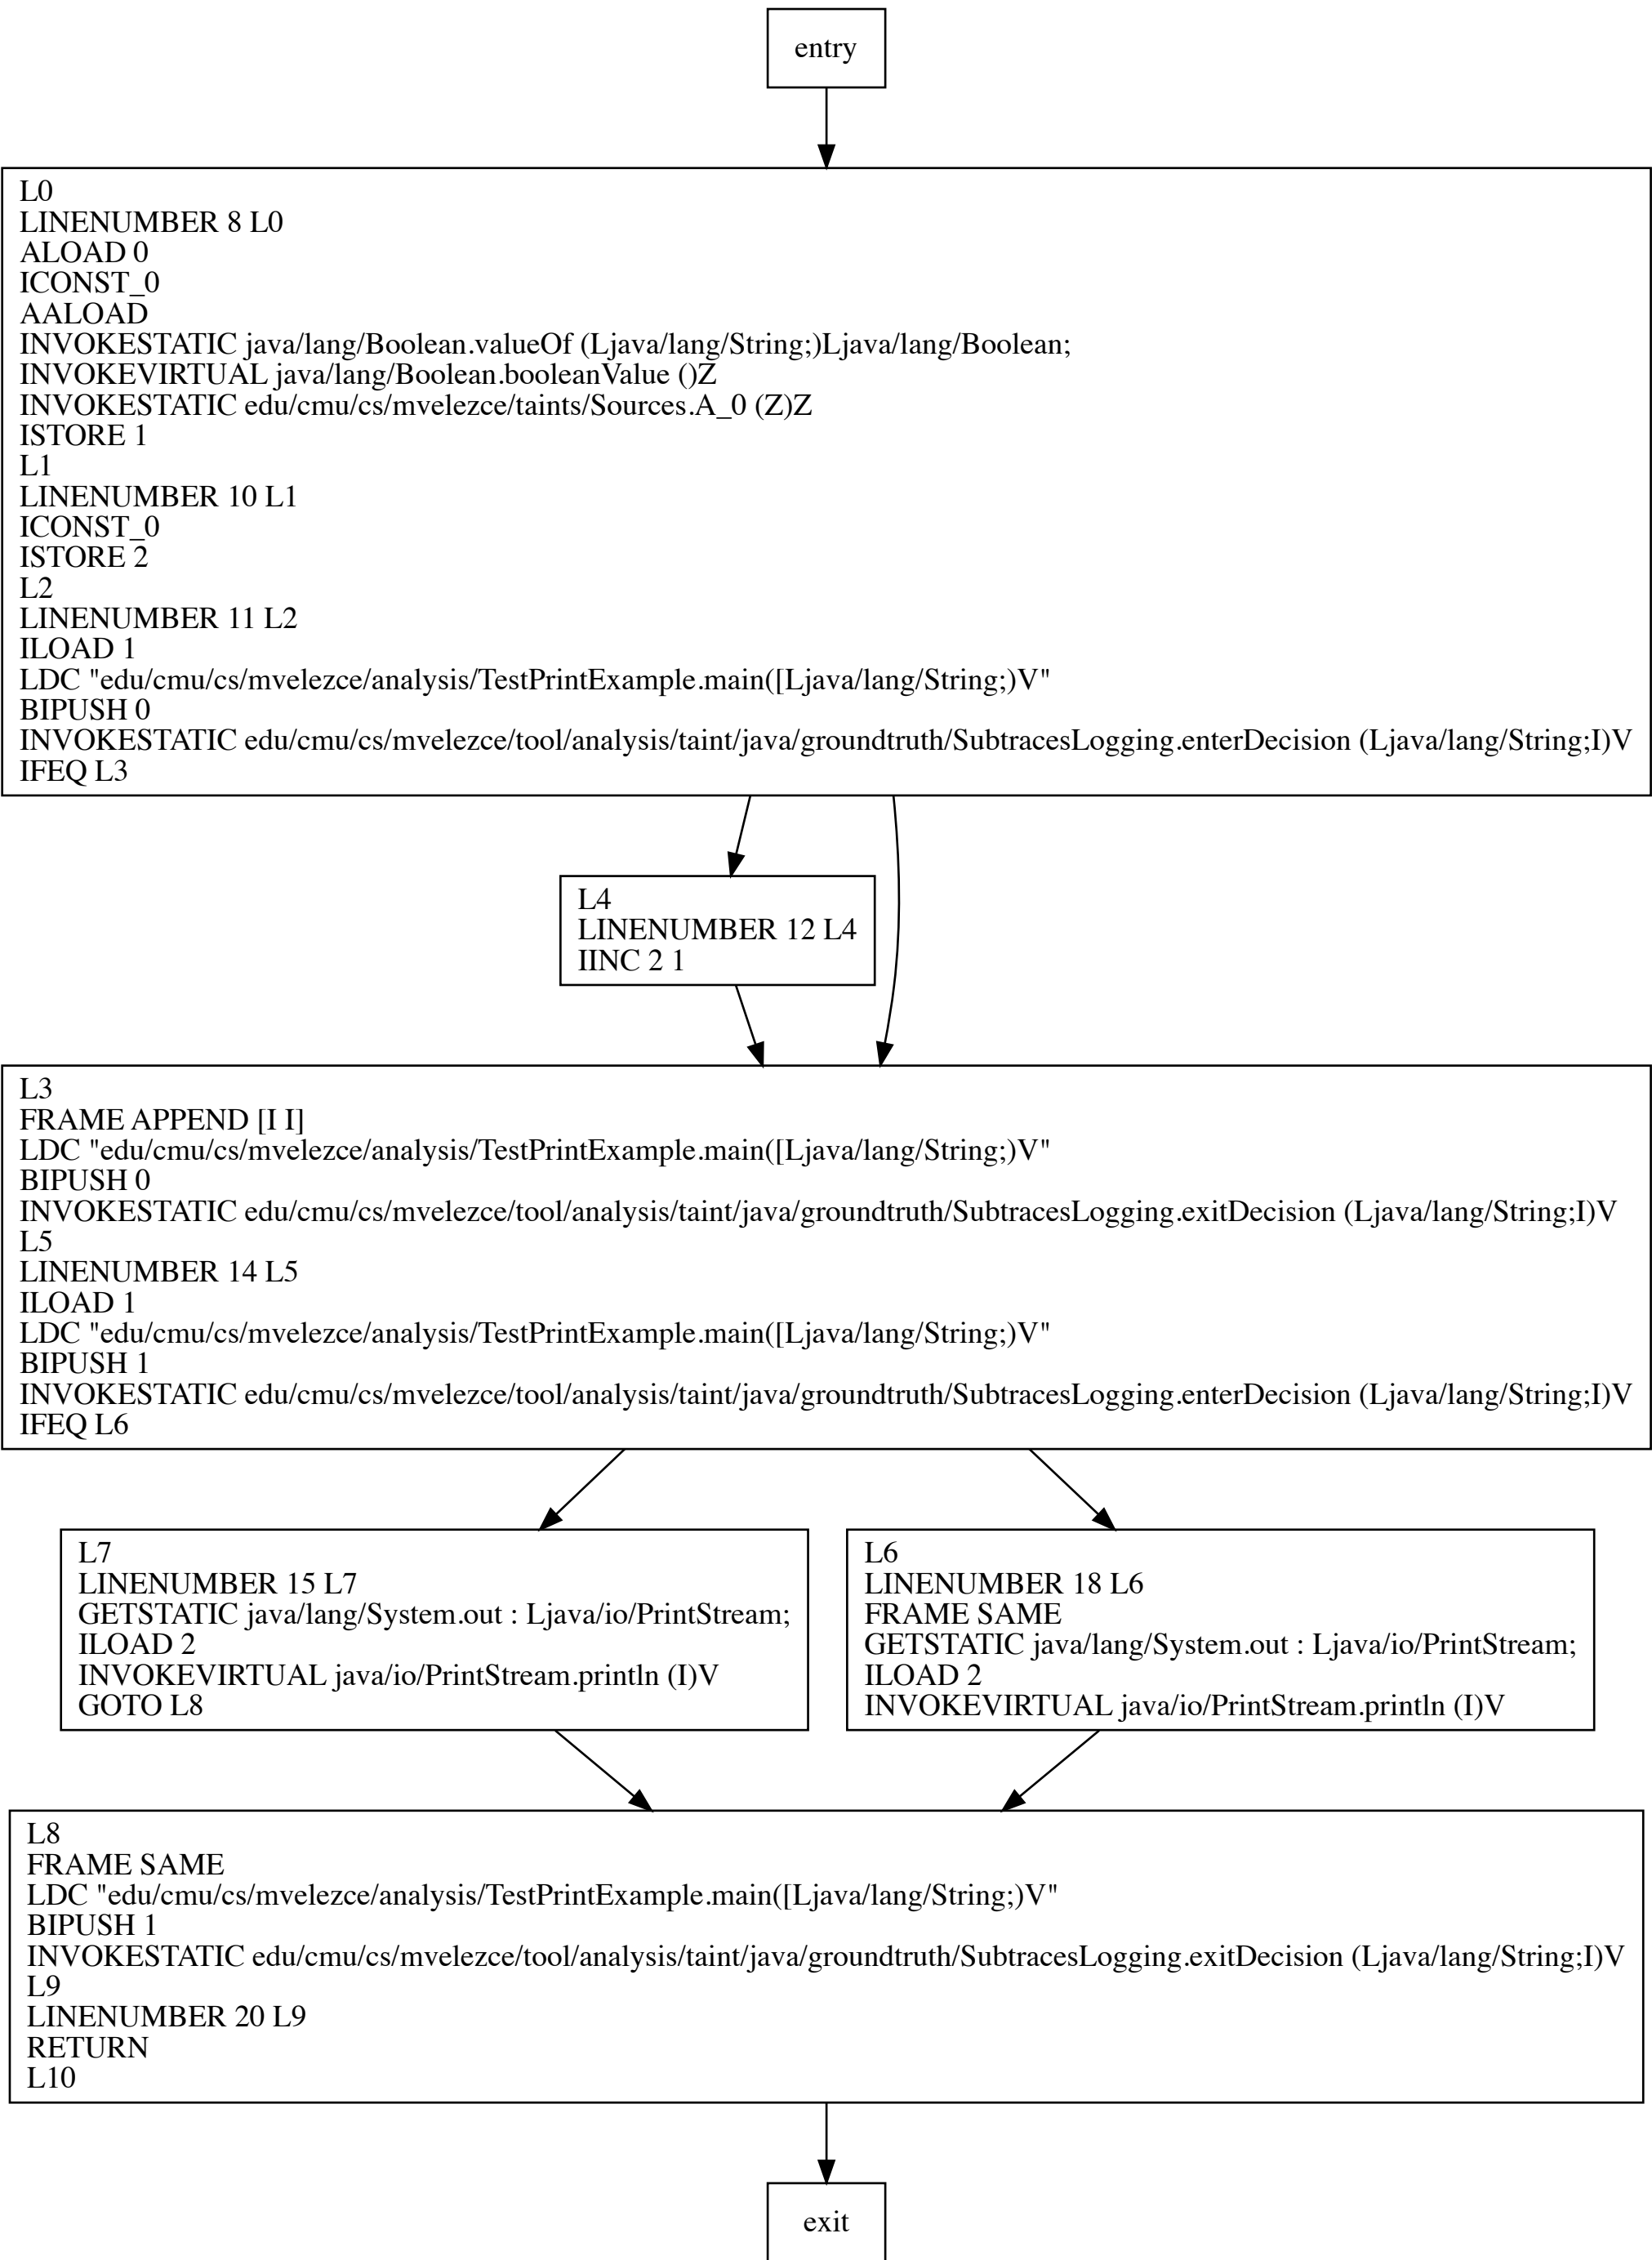 entry
L0
LINENUMBER 8 L0
ALOAD 0
ICONST_0
AALOAD
INVOKESTATIC java/lang/Boolean.valueOf (Ljava/lang/String;)Ljava/lang/Boolean;
INVOKEVIRTUAL java/lang/Boolean.booleanValue ()Z
INVOKESTATIC edu/cmu/cs/mvelezce/taints/Sources.A_0 (Z)Z
ISTORE 1
L1
LINENUMBER 10 L1
ICONST_0
ISTORE 2
L2
LINENUMBER 11 L2
ILOAD 1
LDC "edu/cmu/cs/mvelezce/analysis/TestPrintExample.main([Ljava/lang/String;)V"
BIPUSH 0
INVOKESTATIC edu/cmu/cs/mvelezce/tool/analysis/taint/java/groundtruth/SubtracesLogging.enterDecision (Ljava/lang/String;I)V
IFEQ L3
L4
LINENUMBER 12 L4
IINC 2 1
L3
FRAME APPEND [I I]
LDC "edu/cmu/cs/mvelezce/analysis/TestPrintExample.main([Ljava/lang/String;)V"
BIPUSH 0
INVOKESTATIC edu/cmu/cs/mvelezce/tool/analysis/taint/java/groundtruth/SubtracesLogging.exitDecision (Ljava/lang/String;I)V
L5
LINENUMBER 14 L5
ILOAD 1
LDC "edu/cmu/cs/mvelezce/analysis/TestPrintExample.main([Ljava/lang/String;)V"
BIPUSH 1
INVOKESTATIC edu/cmu/cs/mvelezce/tool/analysis/taint/java/groundtruth/SubtracesLogging.enterDecision (Ljava/lang/String;I)V
IFEQ L6
L7
LINENUMBER 15 L7
GETSTATIC java/lang/System.out : Ljava/io/PrintStream;
ILOAD 2
INVOKEVIRTUAL java/io/PrintStream.println (I)V
GOTO L8
L6
LINENUMBER 18 L6
FRAME SAME
GETSTATIC java/lang/System.out : Ljava/io/PrintStream;
ILOAD 2
INVOKEVIRTUAL java/io/PrintStream.println (I)V
L8
FRAME SAME
LDC "edu/cmu/cs/mvelezce/analysis/TestPrintExample.main([Ljava/lang/String;)V"
BIPUSH 1
INVOKESTATIC edu/cmu/cs/mvelezce/tool/analysis/taint/java/groundtruth/SubtracesLogging.exitDecision (Ljava/lang/String;I)V
L9
LINENUMBER 20 L9
RETURN
L10
exit